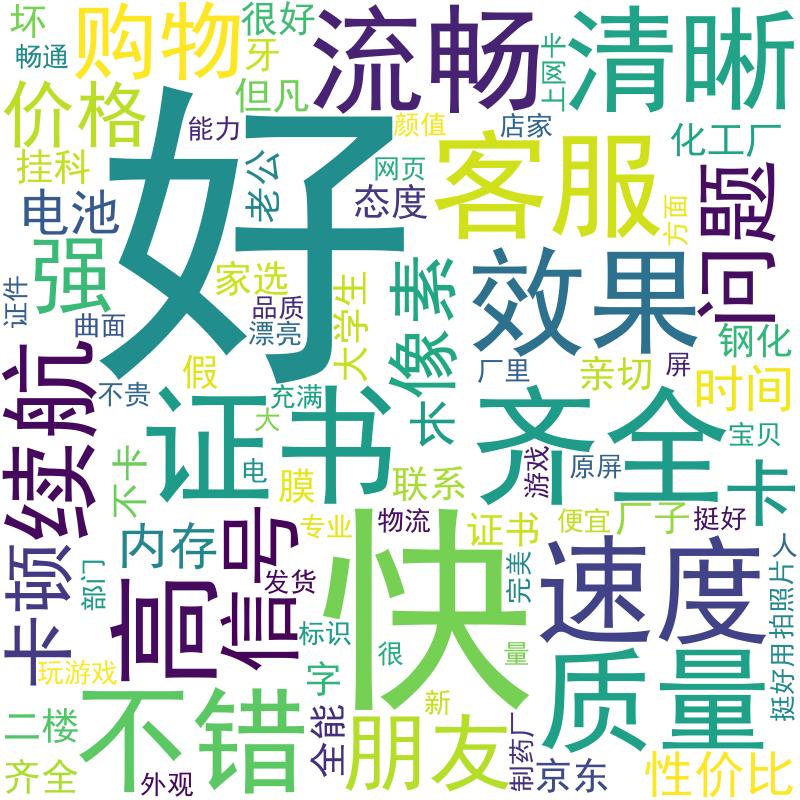 坏
购物
很好
流畅
上网卡
清晰
畅通
牙
价格
但凡
能力
颜值
店家
化工厂
好
挂科
老公
网页
客服
电池
态度
方面
问题
强
家选
大学生
像素
效果
证件
曲面
品质
漂亮
钢化
续航
不贵
假
充满
长
厂里
亲切
屏
时间
证书
大
齐全
宝贝
不卡
电
膜
联系
游戏
原屏
卡
卡顿
内存
信号
专业
物流
证书
便宜
厂子
挺好
部门
高
发货
快
完美
速度
人
标识
很
量
挺好用拍照片
玩游戏
字
质量
二楼
不错
全能
朋友
新
制药厂
齐全
外观
京东
性价比